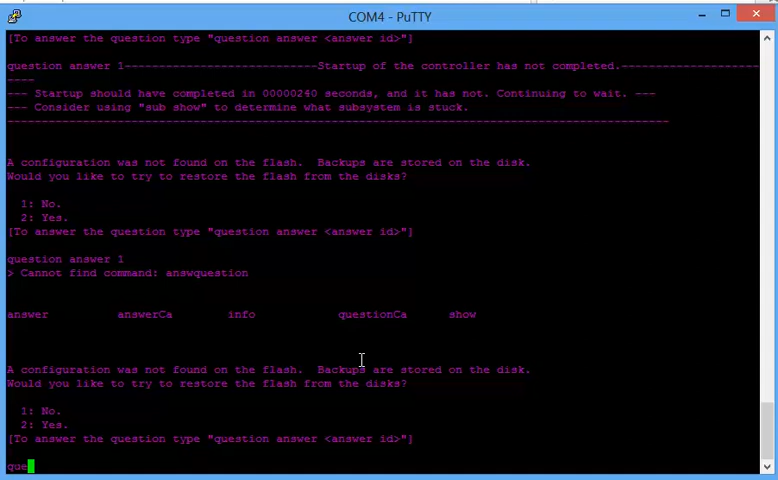 COM4 - PuTTY
[To answer the question type "question answer <answer id>"]
question answer 1----------------------------Startup of the controller has not completed.--------------------
----
--- Startup should have completed in 00000240 seconds, and it has not. Continuing to wait. ---
--- Consider using "sub show" to determine what subsystem is stuck.
------------------------------------------------------------------------------------------------
A configuration was not found on the flash.  Backups are stored on the disk.
Would you like to try to restore the flash from the disks?
1: No.
2: Yes.
[To answer the question type "question answer <answer id>"]
question answer 1
> Cannot find command: answquestion
answer answerCa info questionCa show
A configuration was not found on the flash.  Backups are stored on the disk.
Would you like to try to restore the flash from the disks?
1: No.
2: Yes.
[To answer the question type "question answer <answer id>"]
que